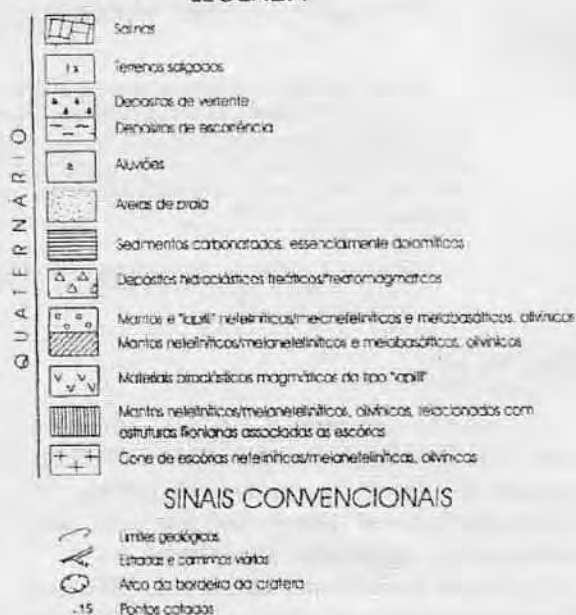 QUATERNÁRIO
Salinas
Terrenos salgados
Depósitos de vertente
Depósitos de escorrência
a
Aluviões
Areias de praia
Sedimentos carbonatados, essencialmente dolomíticos
Depósitos hidroclásticos freáticos/freatomagmáticos
Mantos e "lapilli" nefeliníticos/melanefeliníticos e melabasálticos, olivínicos
Mantos nefeliníticos/melanefeliníticos e melabasálticos, olivínicos
Materiais piroclásticos magmáticos do tipo "lapilli"
Mantos nefeliníticos/melanefeliníticos, olivínicos, relacionados com
estruturas filonianas associadas às escórias
Cone de escórias nefeliníticas/melanefeliníticas, olivínicas
SINAIS CONVENCIONAIS
Limites geológicos
Estradas e caminhos vários
Arco da bordeira da cratera
.15 Pontos cotados